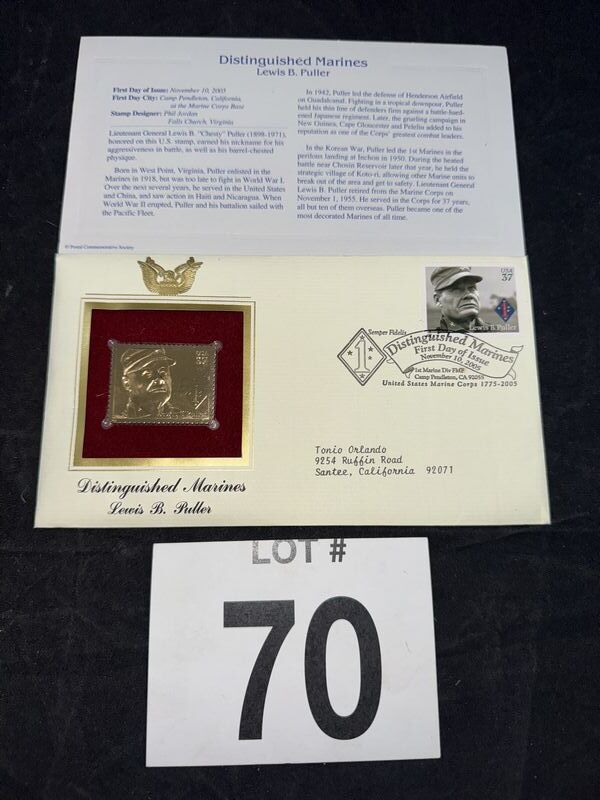 Distinguished Marines
Lewis B. Puller
First Day of Issue: November 10, 2005
First Day City: Camp Pendleton, California,
at the Marine Corps Base
Stamp Designer: Phil Jordan
Falls Church, Virginia
Lieutenant General Lewis B. "Chesty" Puller (1898-1971),
honored on this U.S. stamp, earned his nickname for his
aggressiveness in battle, as well as his barrel-chested
physique.
Born in West Point, Virginia, Puller enlisted in the
Marines in 1918, but was too late to fight in World War I.
Over the next several years, he served in the United States
and China, and saw action in Haiti and Nicaragua. When
World War II erupted, Puller and his battalion sailed with
the Pacific Fleet.
In 1942, Puller led the defense of Henderson Airfield
on Guadalcanal. Fighting in a tropical downpour, Puller
held his thin line of defenders firm against a battle-hard-
ened Japanese regiment. Later, the grueling campaign in
New Guinea, Cape Gloucester and Peleliu added to his
reputation as one of the Corps' greatest combat leaders.
In the Korean War, Puller led the 1st Marines in the
perilous landing at Inchon in 1950. During the heated
battle near Chosin Reservoir later that year, he held the
strategic village of Koto-ri, allowing other Marine units to
break out of the area and get to safety. Lieutenant General
Lewis B. Puller retired from the Marine Corps on
November 1, 1955. He served in the Corps for 37 years,
all but ten of them overseas. Puller became one of the
most decorated Marines of all time.
© Postal Commemorative Society
USA
37
Lewis B. Puller
Semper Fidelis
1
Distinguished Marines
First Day of Issue
November 10, 2005
1st Marine Div FMF
Camp Pendleton, CA 92055
United States Marine Corps 1775-2005
USA
37
Tonio Orlando
9254 Ruffin Road
Santee, California 92071
Distinguished Marines
Lewis B. Puller
LOT #
70